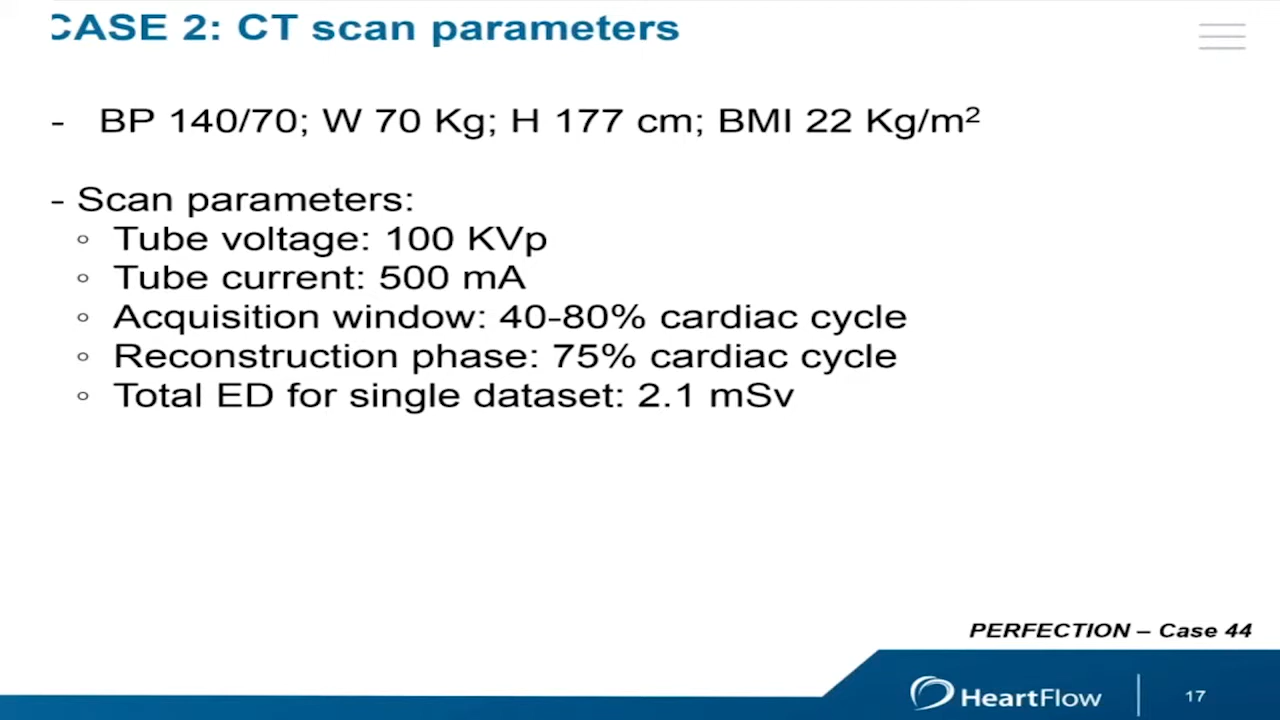 CASE 2: CT scan parameters
- BP 140/70; W 70 Kg; H 177 cm; BMI 22 Kg/m²
- Scan parameters:
◦ Tube voltage: 100 KVp
◦ Tube current: 500 mA
◦ Acquisition window: 40-80% cardiac cycle
◦ Reconstruction phase: 75% cardiac cycle
◦ Total ED for single dataset: 2.1 mSv
PERFECTION – Case 44
HeartFlow
17